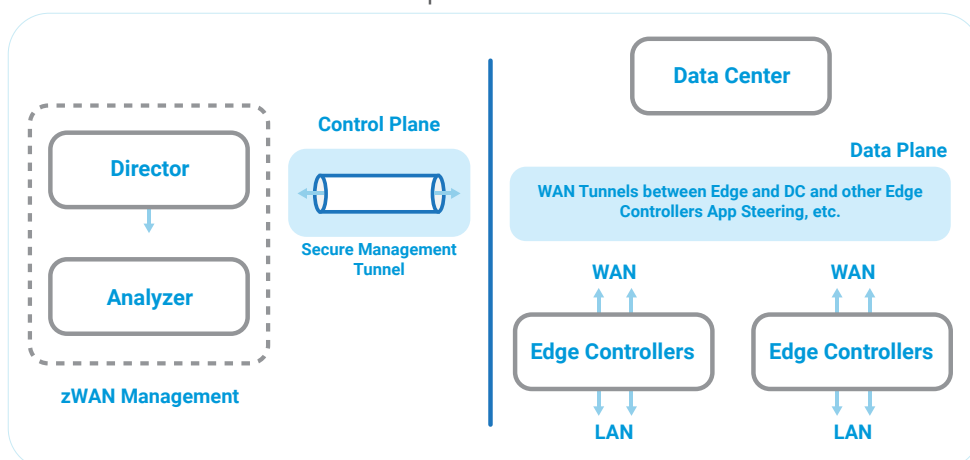 Director
Analyzer
zWAN Management
Control Plane
Secure Management
Tunnel
Data Center
Data Plane
WAN Tunnels between Edge and DC and other Edge
Controllers App Steering, etc.
WAN
Edge Controllers
LAN
WAN
Edge Controllers
LAN